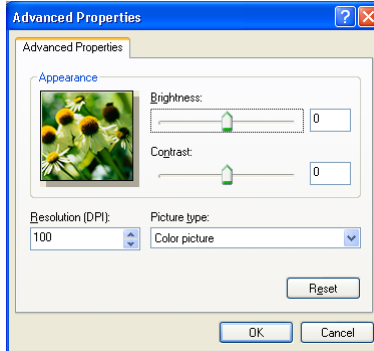 Advanced Properties
Advanced Properties
Appearance
Brightness:
0
Contrast:
0
Resolution (DPI): Picture type:
100 Color picture
Reset
OK Cancel